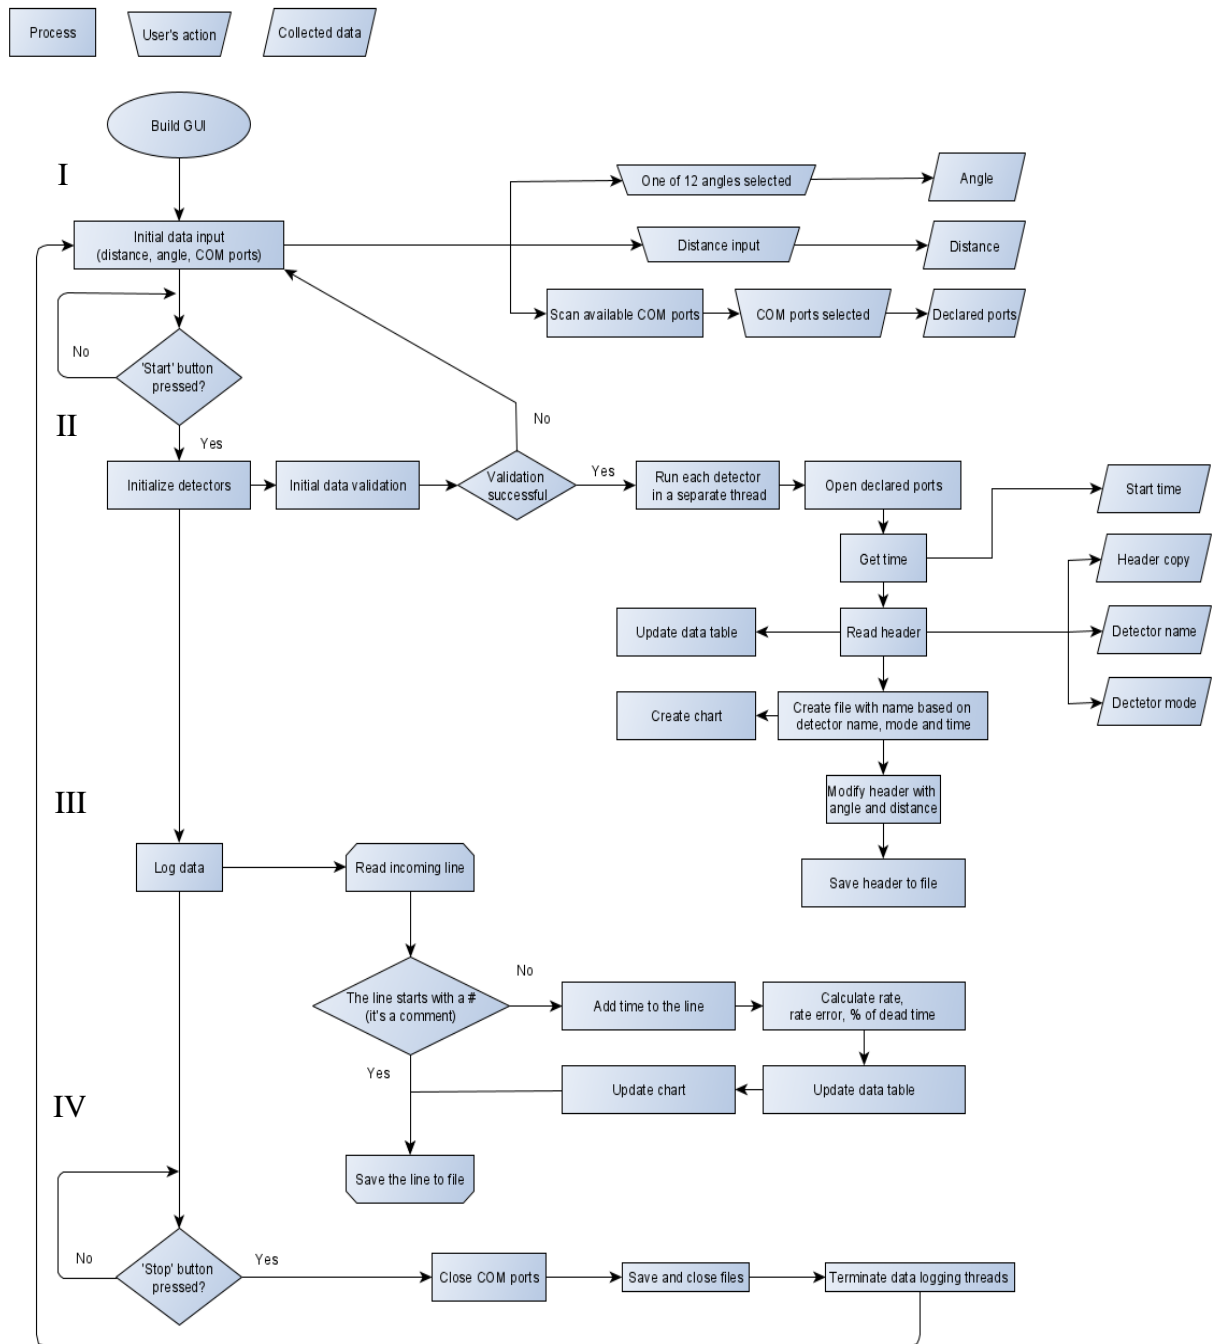 Process
User's action
Collected data
Build GUI
I
One of 12 angles selected
Angle
Initial data input
(distance, angle, COM ports)
Distance input
Distance
Scan available COM ports
COM ports selected
Declared ports
No
'Start' button
pressed?
II
No
Yes
Initialize detectors
Initial data validation
Validation
successful
Yes
Run each detector
in a separate thread
Open declared ports
Start time
Get time
Header copy
Update data table
Read header
Detector name
Create chart
Create file with name based on
detector name, mode and time
Dectetor mode
III
Modify header with
angle and distance
Log data
Read incoming line
Save header to file
The line starts with a #
(it's a comment)
No
Add time to the line
Calculate rate,
rate error, % of dead time
Yes
Update chart
Update data table
IV
Save the line to file
No
'Stop' button
pressed?
Yes
Close COM ports
Save and close files
Terminate data logging threads